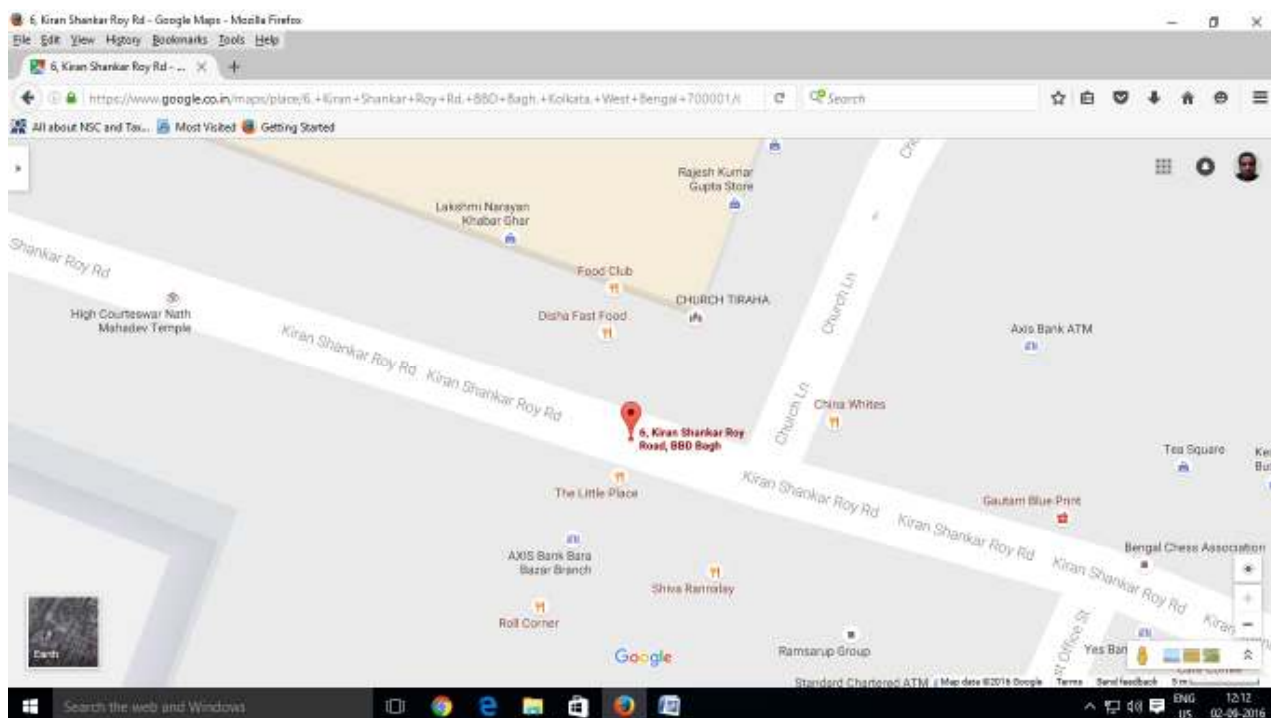 6, Kiran Shankar Roy Rd - Google Maps - Mozilla Firefox
File Edit View History Bookmarks Tools Help
6, Kiran Shankar Roy Rd - ...
https://www.google.co.in/maps/place/6,+Kiran+Shankar+Roy+Rd,+BBD+Bagh,+Kolkata,+West+Bengal+700001/
Search
All about NSC and Tax... Most Visited Getting Started
Rajesh Kumar
Gupta Store
Lakshmi Narayan
Khabar Ghar
Shankar Roy Rd
Food Club
CHURCH TIRAHA
Church Ln
High Courteswar Nath
Mahadev Temple
Disha Fast Food
Axis Bank ATM
Kiran Shankar Roy Rd
Kiran Shankar Roy Rd
Church Ln
China Whites
6, Kiran Shankar Roy
Road, BBD Bagh
Tea Square
The Little Place
Kiran Shankar Roy Rd
Gautam Blue Print
Kiran Shankar Roy Rd
AXIS Bank Bara
Bazar Branch
Bengal Chess Association
Kiran Shankar Roy Rd
Shiva Rannalay
Roll Corner
Kiran
Earth
Google
Ramsarup Group
Office St
Yes Ban
Standard Chartered ATM
Map data ©2016 Google Terms Send feedback 5 m
Search the web and Windows
ENG
US
12:12
02-09-2016